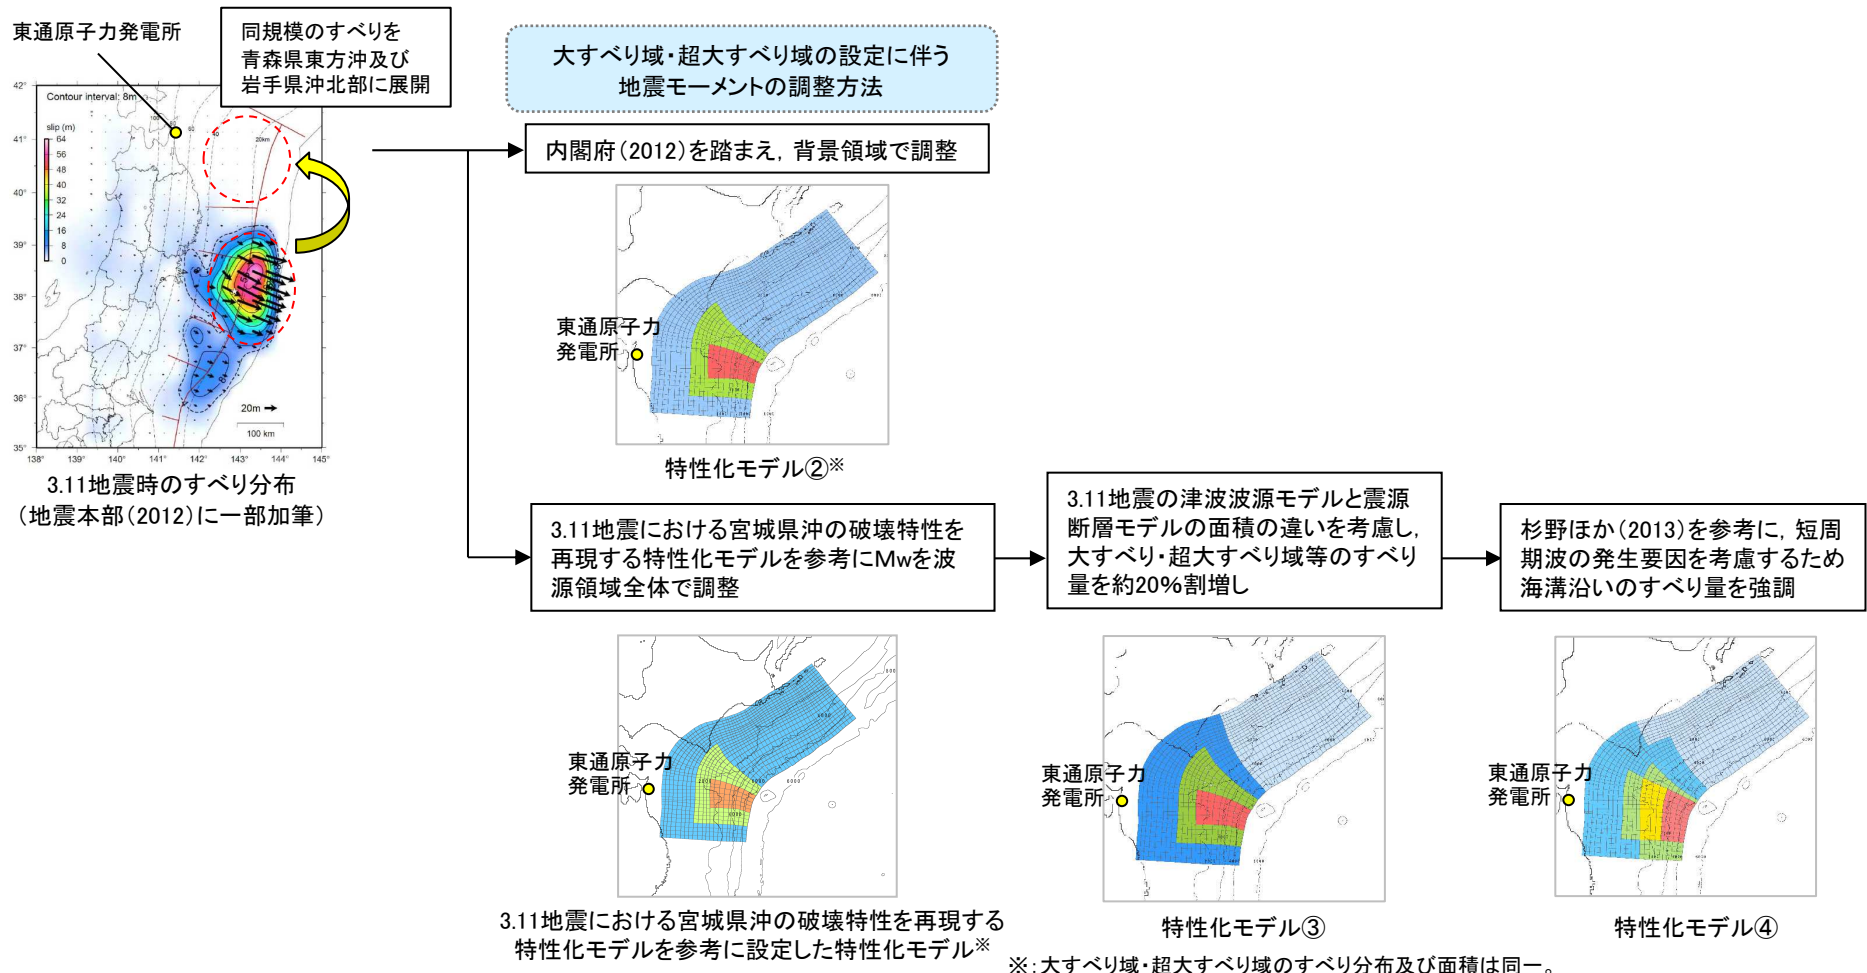 東通原子力発電所
同規模のすべりを
青森県東方沖及び
岩手県沖北部に展開
大すべり域・超大すべり域の設定に伴う
地震モーメントの調整方法
内閣府(2012)を踏まえ,背景領域で調整
Contour interval: 8m
slip (m)
64
56
48
40
32
24
16
8
0
42°
41°
40°
39°
38°
37°
36°
35°
138°
139°
140°
141°
142°
143°
144°
145°
20m
100 km
3.11地震時のすべり分布
(地震本部(2012)に一部加筆)
東通原子力
発電所
特性化モデル②※
3.11地震における宮城県沖の破壊特性を
再現する特性化モデルを参考にMwを波
源領域全体で調整
3.11地震の津波波源モデルと震源
断層モデルの面積の違いを考慮し,
大すべり・超大すべり域等のすべり
量を約20%割増し
杉野ほか(2013)を参考に,短周
期波の発生要因を考慮するため
海溝沿いのすべり量を強調
東通原子力
発電所
東通原子力
発電所
東通原子力
発電所
3.11地震における宮城県沖の破壊特性を再現する
特性化モデルを参考に設定した特性化モデル※
特性化モデル③
特性化モデル④
※:大すべり域・超大すべり域のすべり分布及び面積は同一。